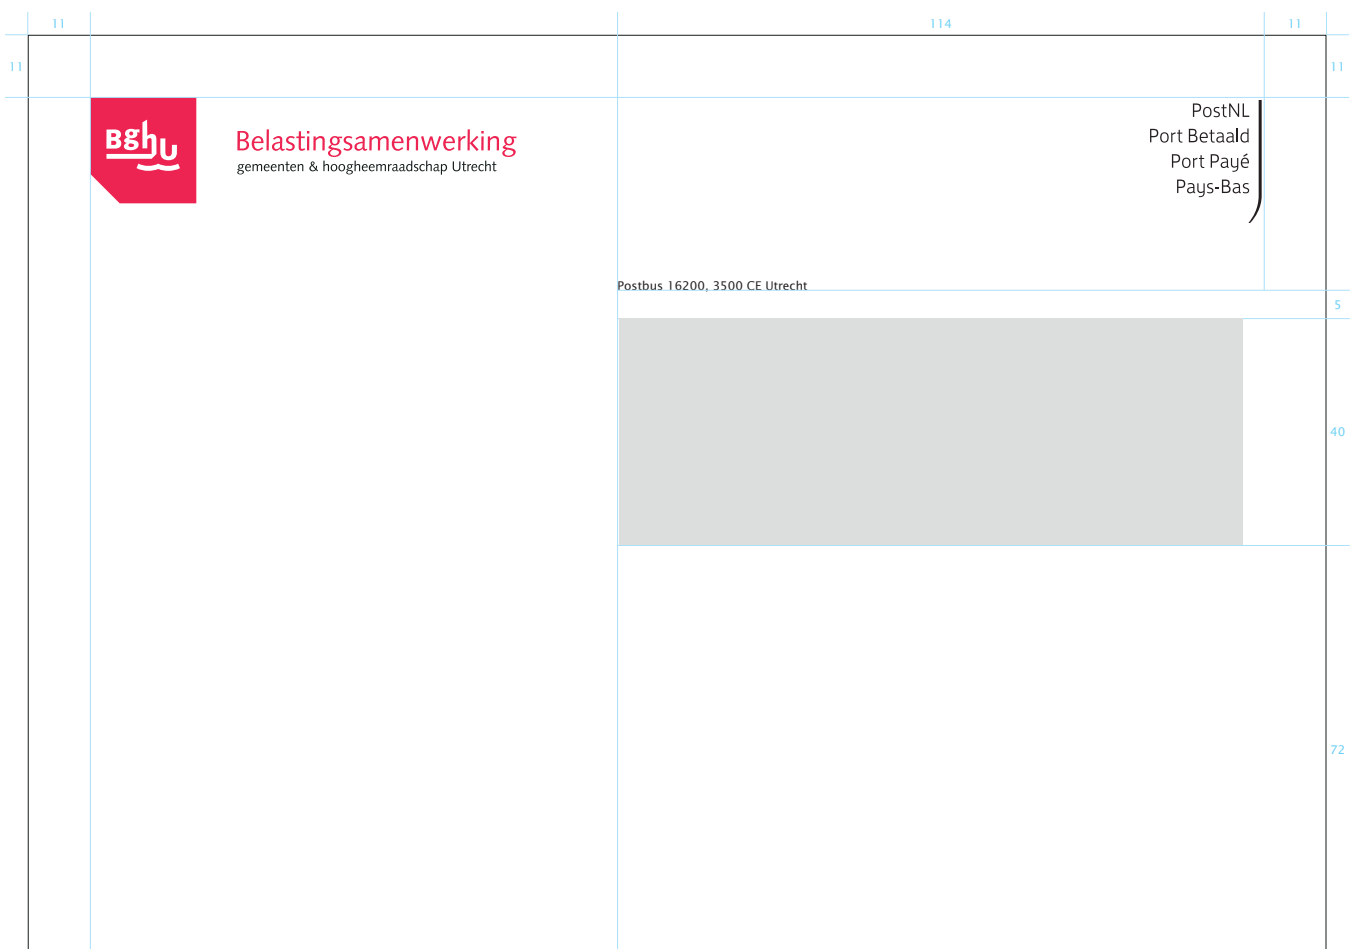 11
114
11
11
11
Bghu
Belastingsamenwerking
gemeenten & hoogheemraadschap Utrecht
PostNL
Port Betaald
Port Payé
Pays-Bas
Postbus 16200, 3500 CE Utrecht
5
40
72